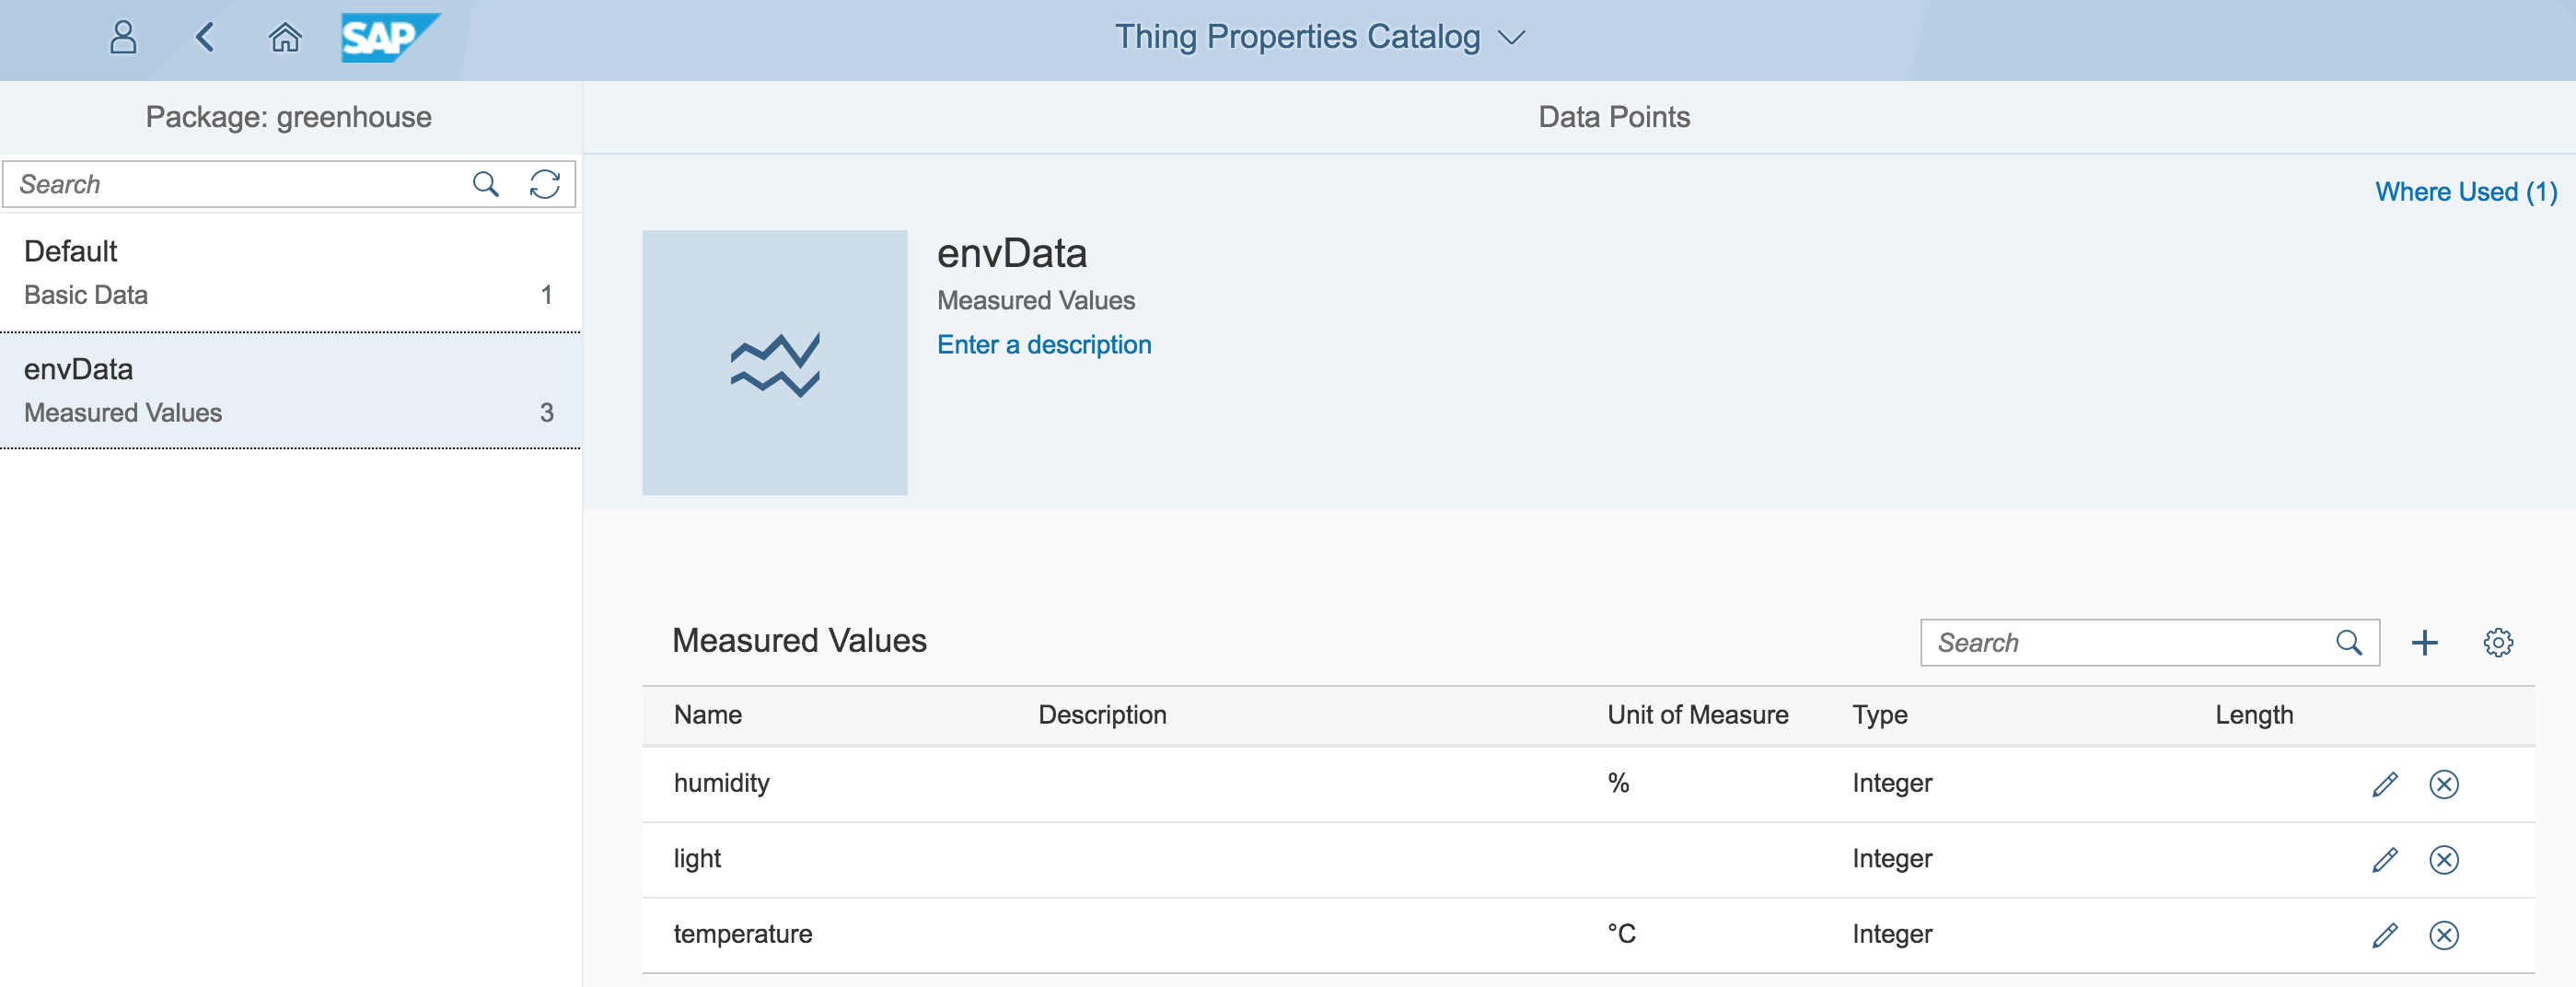 SAP
Thing Properties Catalog
Package: greenhouse
Data Points
Search
Where Used (1)
Default
Basic Data 1
envData
Measured Values 3
envData
Measured Values
Enter a description
Measured Values
Search
Name Description Unit of Measure Type Length
humidity % Integer
light Integer
temperature °C Integer